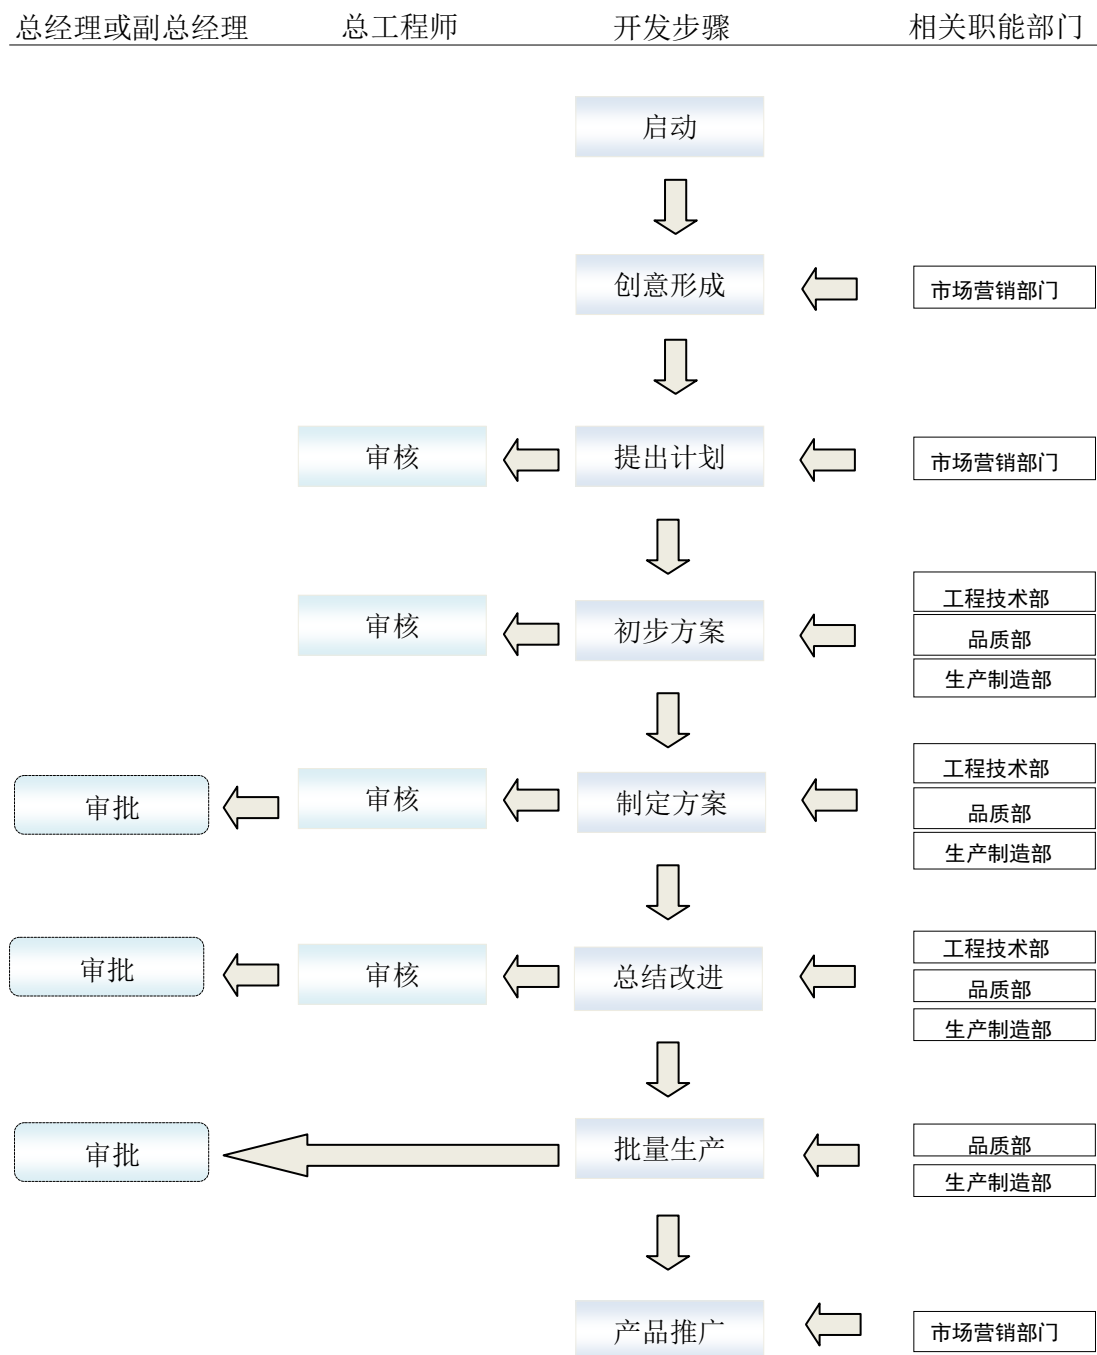 总经理或副总经理 总工程师 开发步骤 相关职能部门
启动
创意形成 市场营销部门
审核 提出计划 市场营销部门
审核 初步方案
工程技术部
品质部
生产制造部
审批 审核 制定方案
工程技术部
品质部
生产制造部
审批 审核 总结改进
工程技术部
品质部
生产制造部
审批 批量生产
品质部
生产制造部
产品推广 市场营销部门